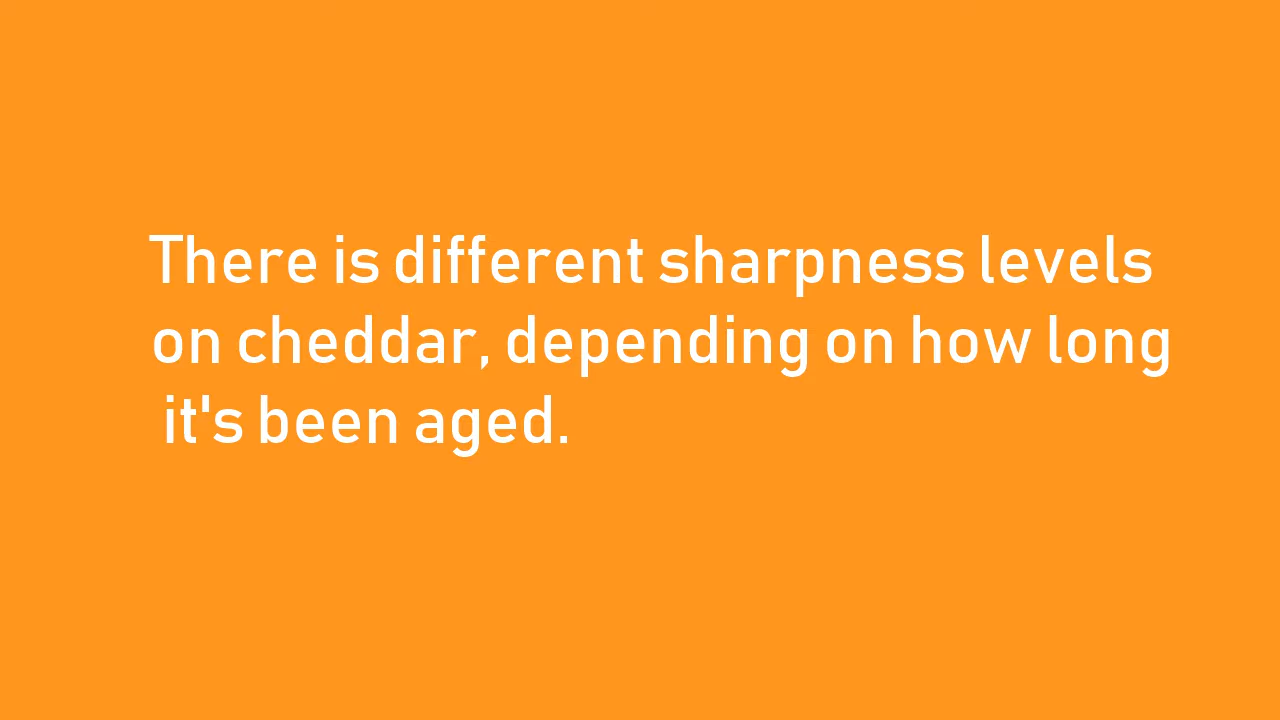 There is different sharpness levels
on cheddar, depending on how long
it's been aged.